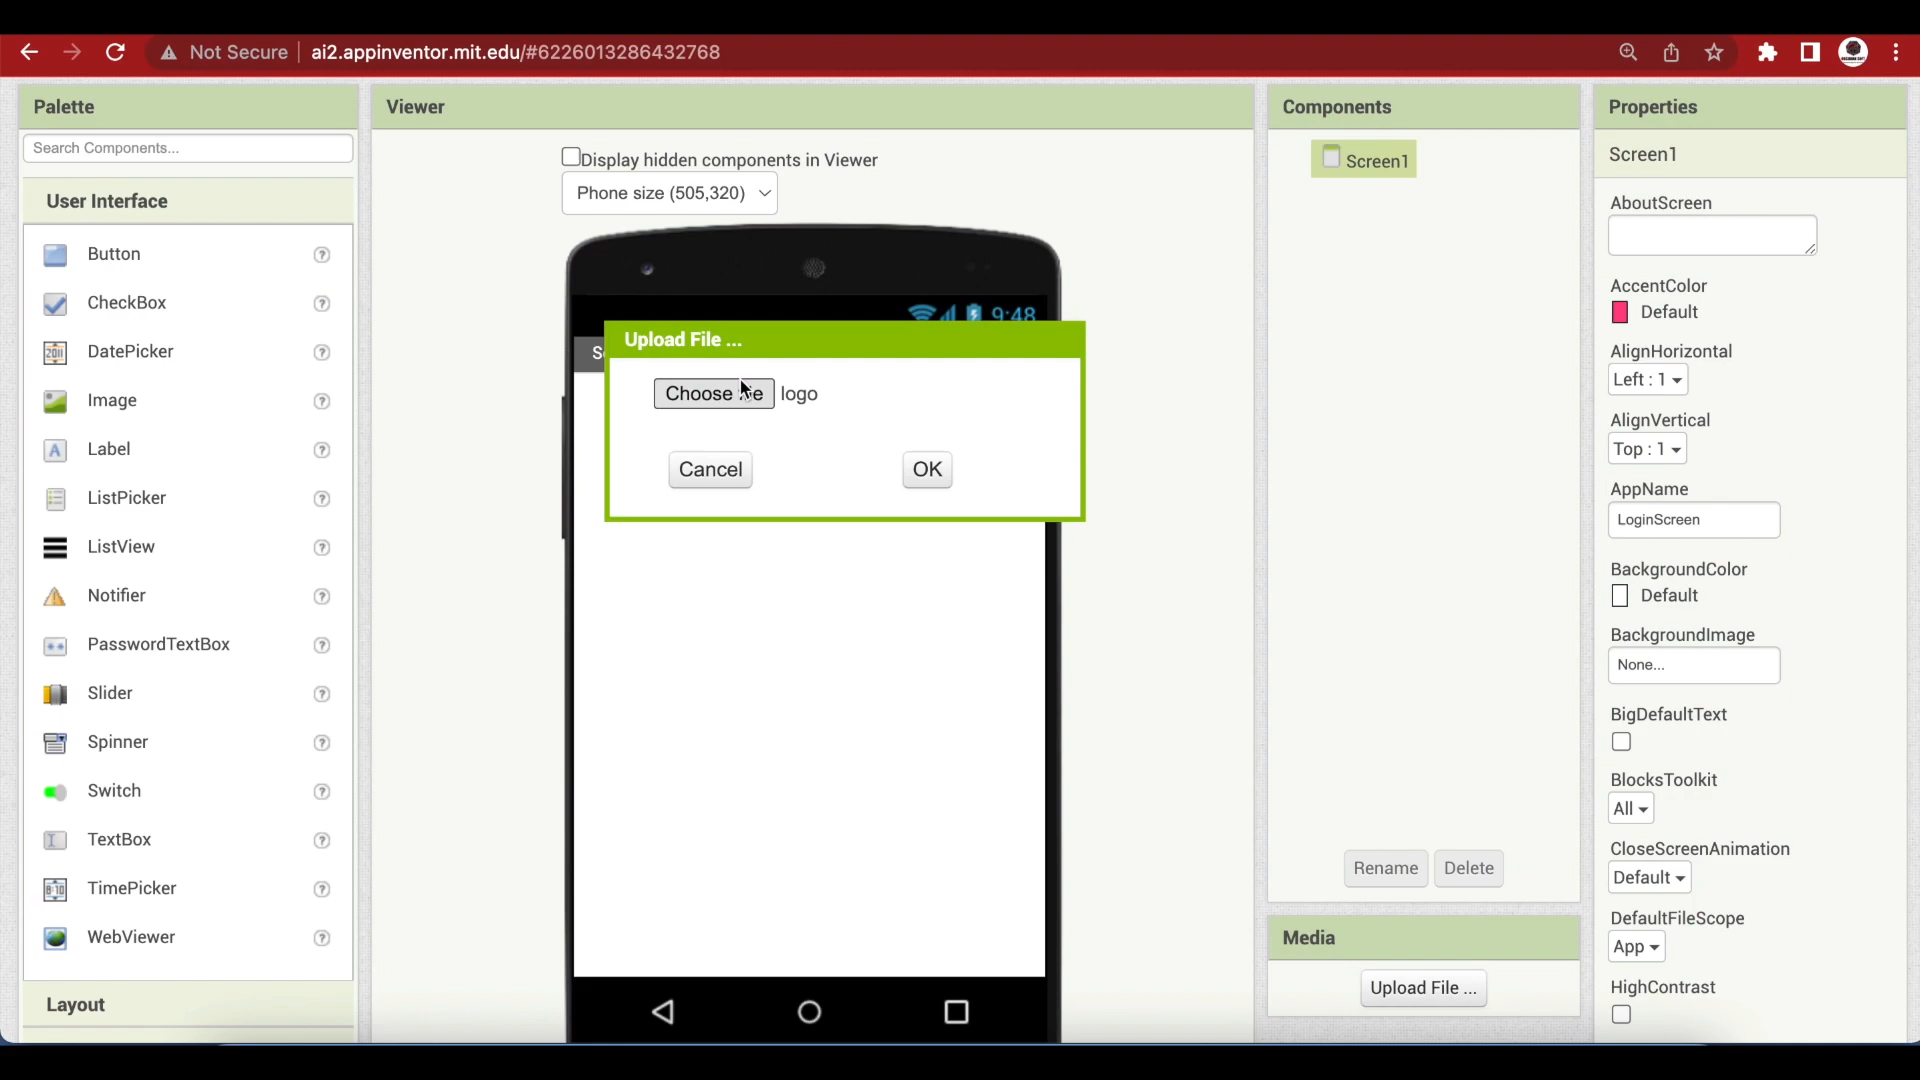 Not Secure ai2.appinventor.mit.edu/#6226013286432768
Palette
Search Components...
User Interface
Button ?
CheckBox ?
DatePicker ?
Image ?
Label ?
ListPicker ?
ListView ?
Notifier ?
PasswordTextBox ?
Slider ?
Spinner ?
Switch ?
TextBox ?
TimePicker ?
WebViewer ?
Layout
Viewer
Display hidden components in Viewer
Phone size (505,320)
9:48
Upload File ...
Choose logo
Cancel OK
Components
Screen1
Rename Delete
Media
Upload File ...
Properties
Screen1
AboutScreen
AccentColor
Default
AlignHorizontal
Left : 1
AlignVertical
Top : 1
AppName
LoginScreen
BackgroundColor
Default
BackgroundImage
None...
BigDefaultText
BlocksToolkit
All
CloseScreenAnimation
Default
DefaultFileScope
App
HighContrast